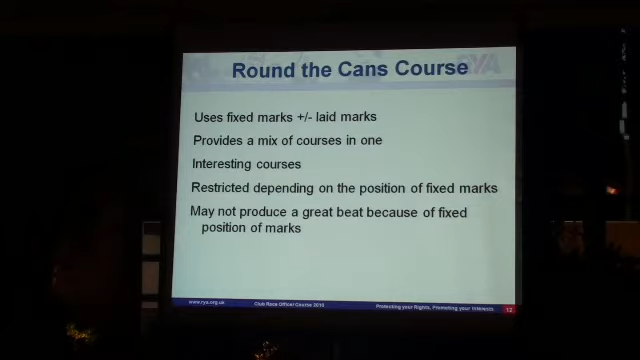 Round the Cans Course
RYA
Uses fixed marks +/- laid marks
Provides a mix of courses in one
Interesting courses
Restricted depending on the position of fixed marks
May not produce a great beat because of fixed
position of marks
www.rya.org.uk Club Race Officer Course 2010 Protecting your Rights, Promoting your Interests 12